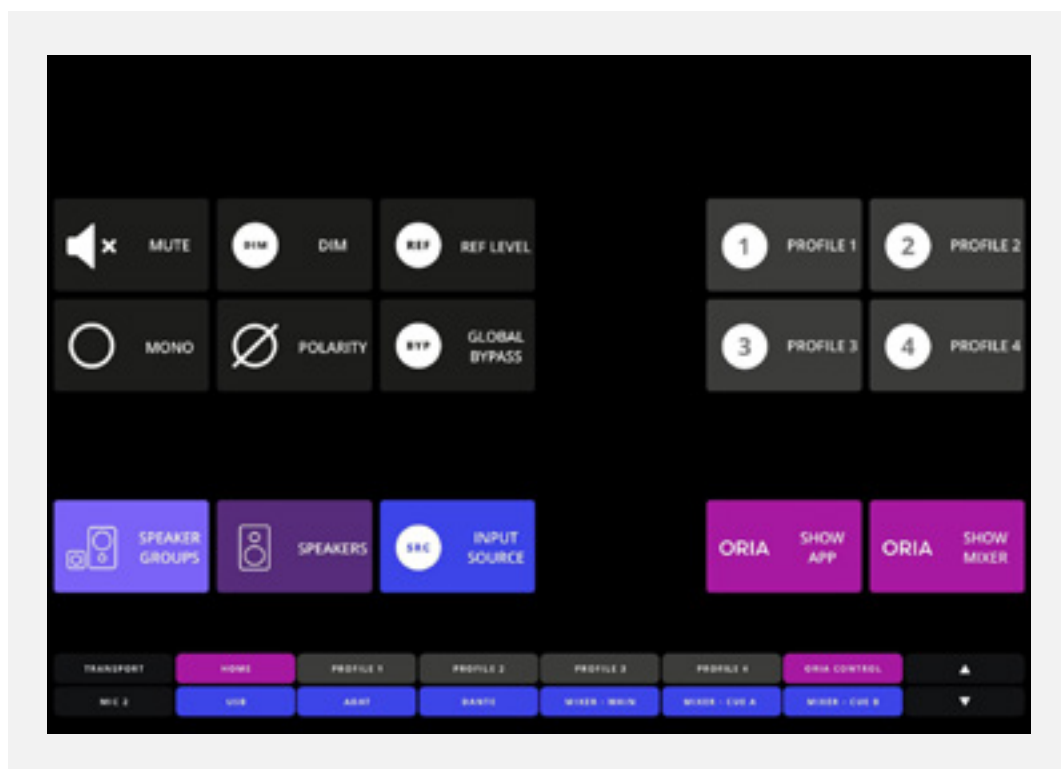 MUTE
DIM DIM
REF REF LEVEL
1 PROFILE 1
2 PROFILE 2
MONO
POLARITY
BYP GLOBAL
BYPASS
3 PROFILE 3
4 PROFILE 4
SPEAKER
GROUPS
SPEAKERS
SRC INPUT
SOURCE
ORIA SHOW
APP
ORIA SHOW
MIXER
TRANSPORT HOME PROFILE 1 PROFILE 2 PROFILE 3 PROFILE 4 ORIA CONTROL
MIC 2 USB ADAT DANTE MIXER - MAIN MIXER - CUE A MIXER - CUE B